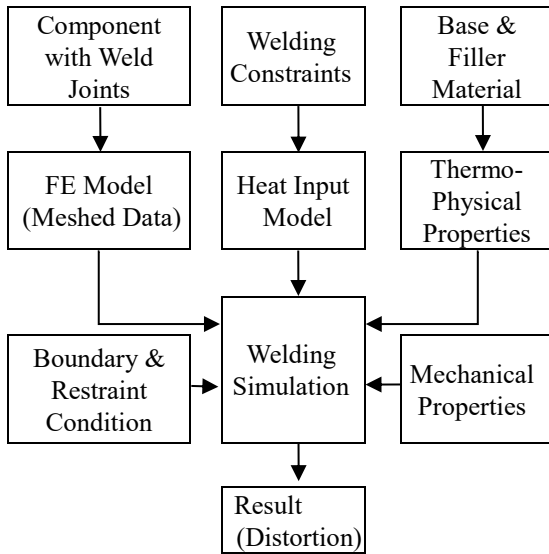 Component
with Weld
Joints
Welding
Constraints
Base &
Filler
Material
FE Model
(Meshed Data)
Heat Input
Model
Thermo-
Physical
Properties
Boundary &
Restraint
Condition
Welding
Simulation
Mechanical
Properties
Result
(Distortion)